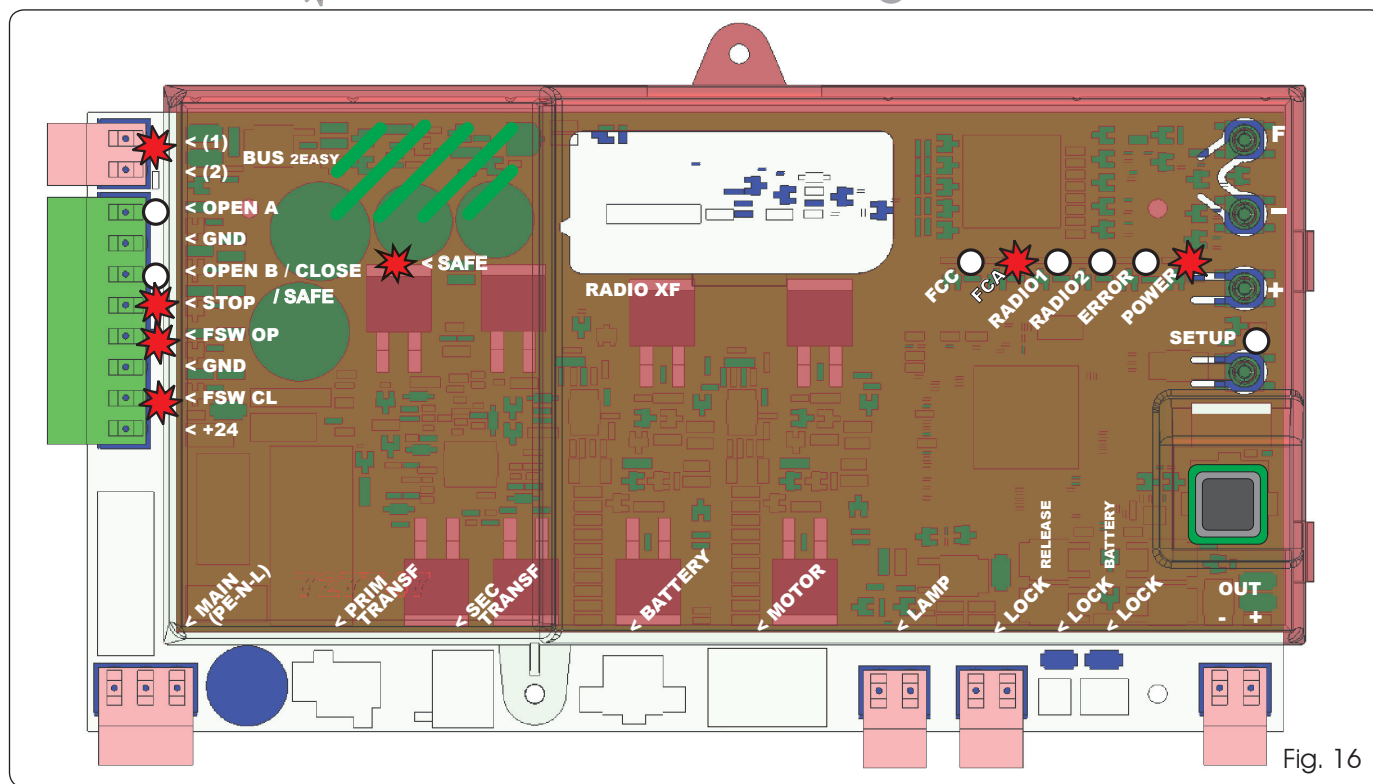 < (1)
BUS 2EASY
< (2)
< OPEN A
< GND
< OPEN B / CLOSE
/ SAFE
< STOP
< FSW OP
< GND
< FSW CL
< +24
< SAFE
RADIO XF
FCC
FCA
RADIO1
RADIO2
ERROR
POWER
F
-
+
SETUP
< MAIN
(PE-N-L)
< PRIM
TRANSF
< SEC
TRANSF
< BATTERY
< MOTOR
< LAMP
< LOCK
RELEASE
< LOCK
BATTERY
< LOCK
OUT
- +
Fig. 16